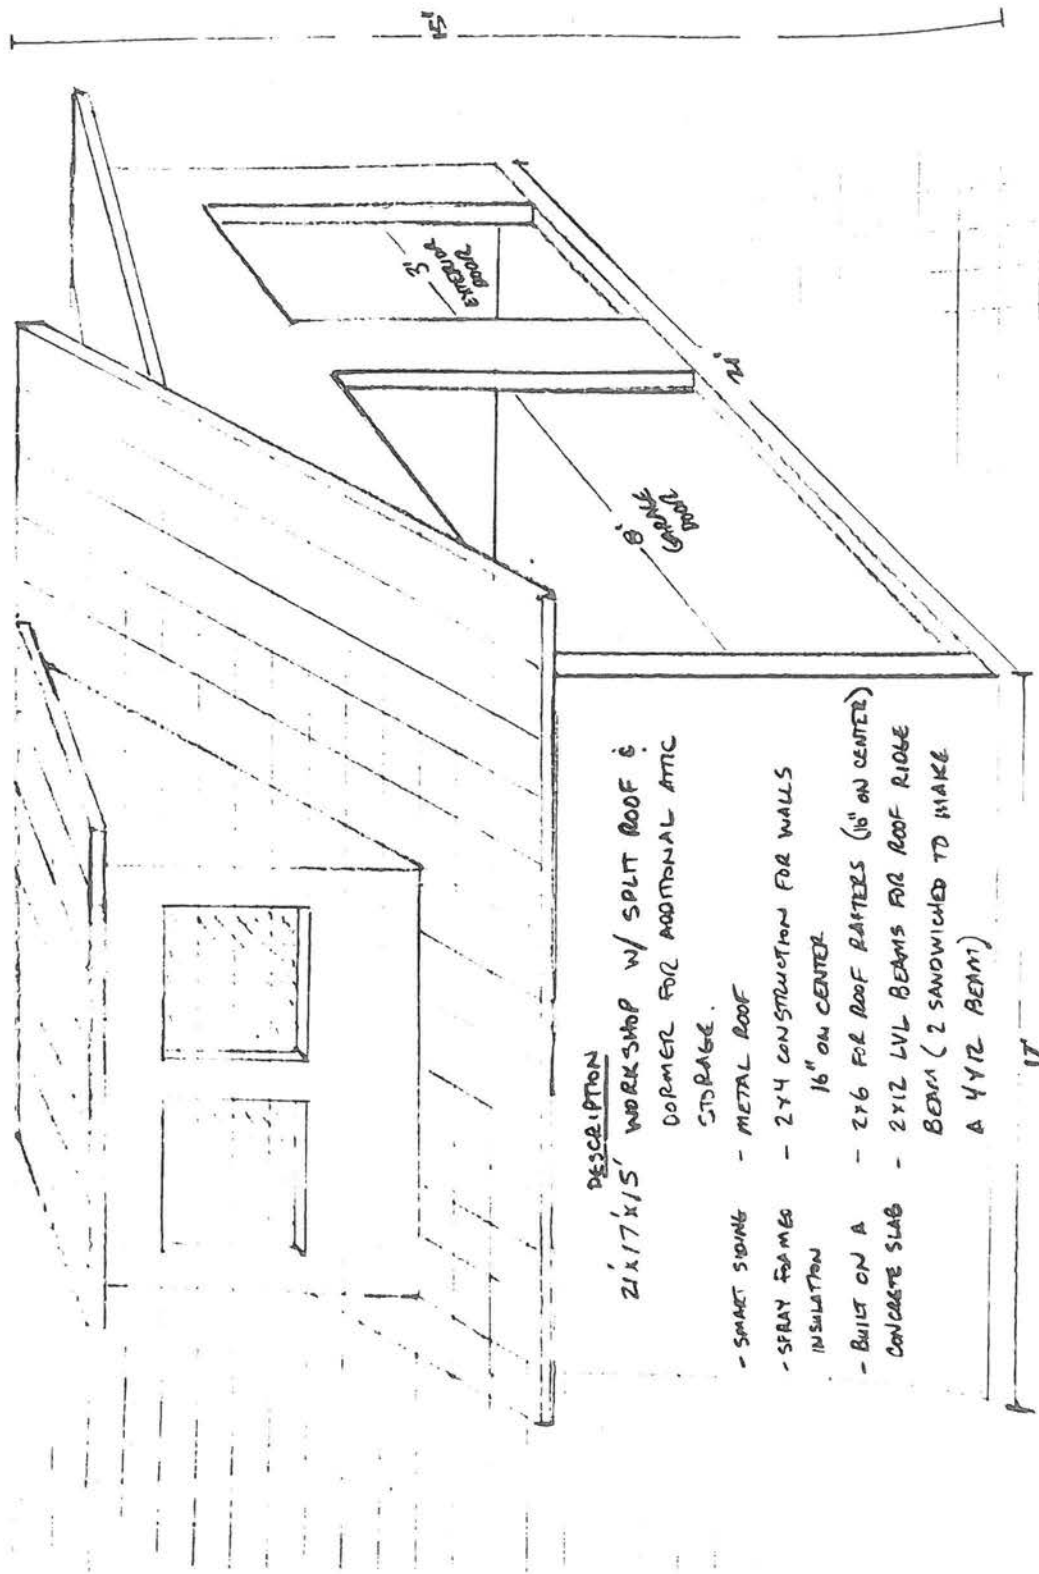 15'
3'
EXTERIOR
DOOR
8'
GARAGE
DOOR
21'
17'
DESCRIPTION
21'x17'x15' WORKSHOP W/ SPLIT ROOF &
DORMER FOR ADDITIONAL ATTIC
STORAGE.
- SMART SIDING
- SPRAY FOAMED
INSULATION
- BUILT ON A
CONCRETE SLAB
- METAL ROOF
- 2x4 CONSTRUCTION FOR WALLS
16" ON CENTER
- 2x6 FOR ROOF RAFTERS (16" ON CENTER)
- 2x12 LVL BEAMS FOR ROOF RIDGE
BEAM (2 SANDWICHED TO MAKE
A 4x12 BEAM)